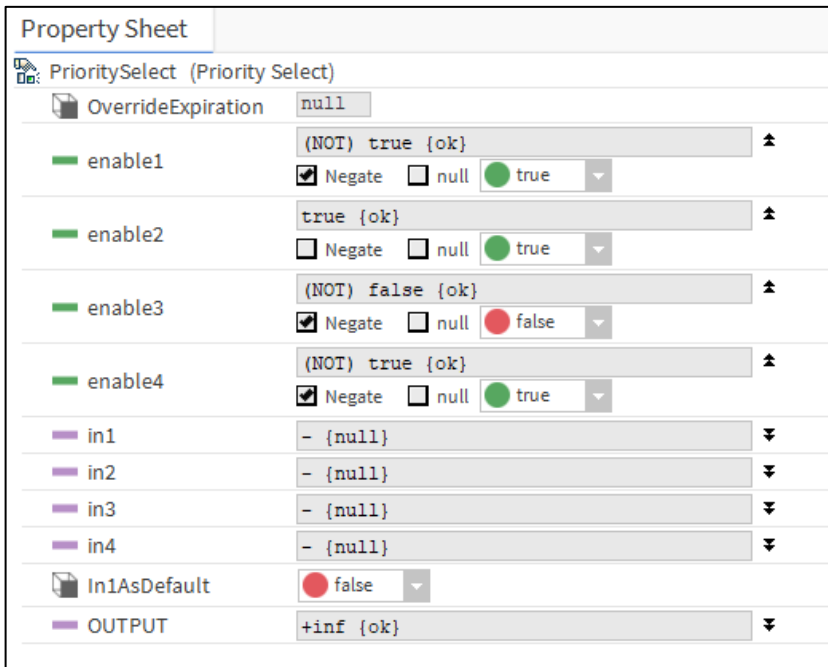 Property Sheet
PrioritySelect (Priority Select)
OverrideExpiration null
(NOT) true {ok}
enable1
Negate null true
true {ok}
enable2
Negate null true
(NOT) false {ok}
enable3
Negate null false
(NOT) true {ok}
enable4
Negate null true
in1 - {null}
in2 - {null}
in3 - {null}
in4 - {null}
In1AsDefault false
OUTPUT +inf {ok}